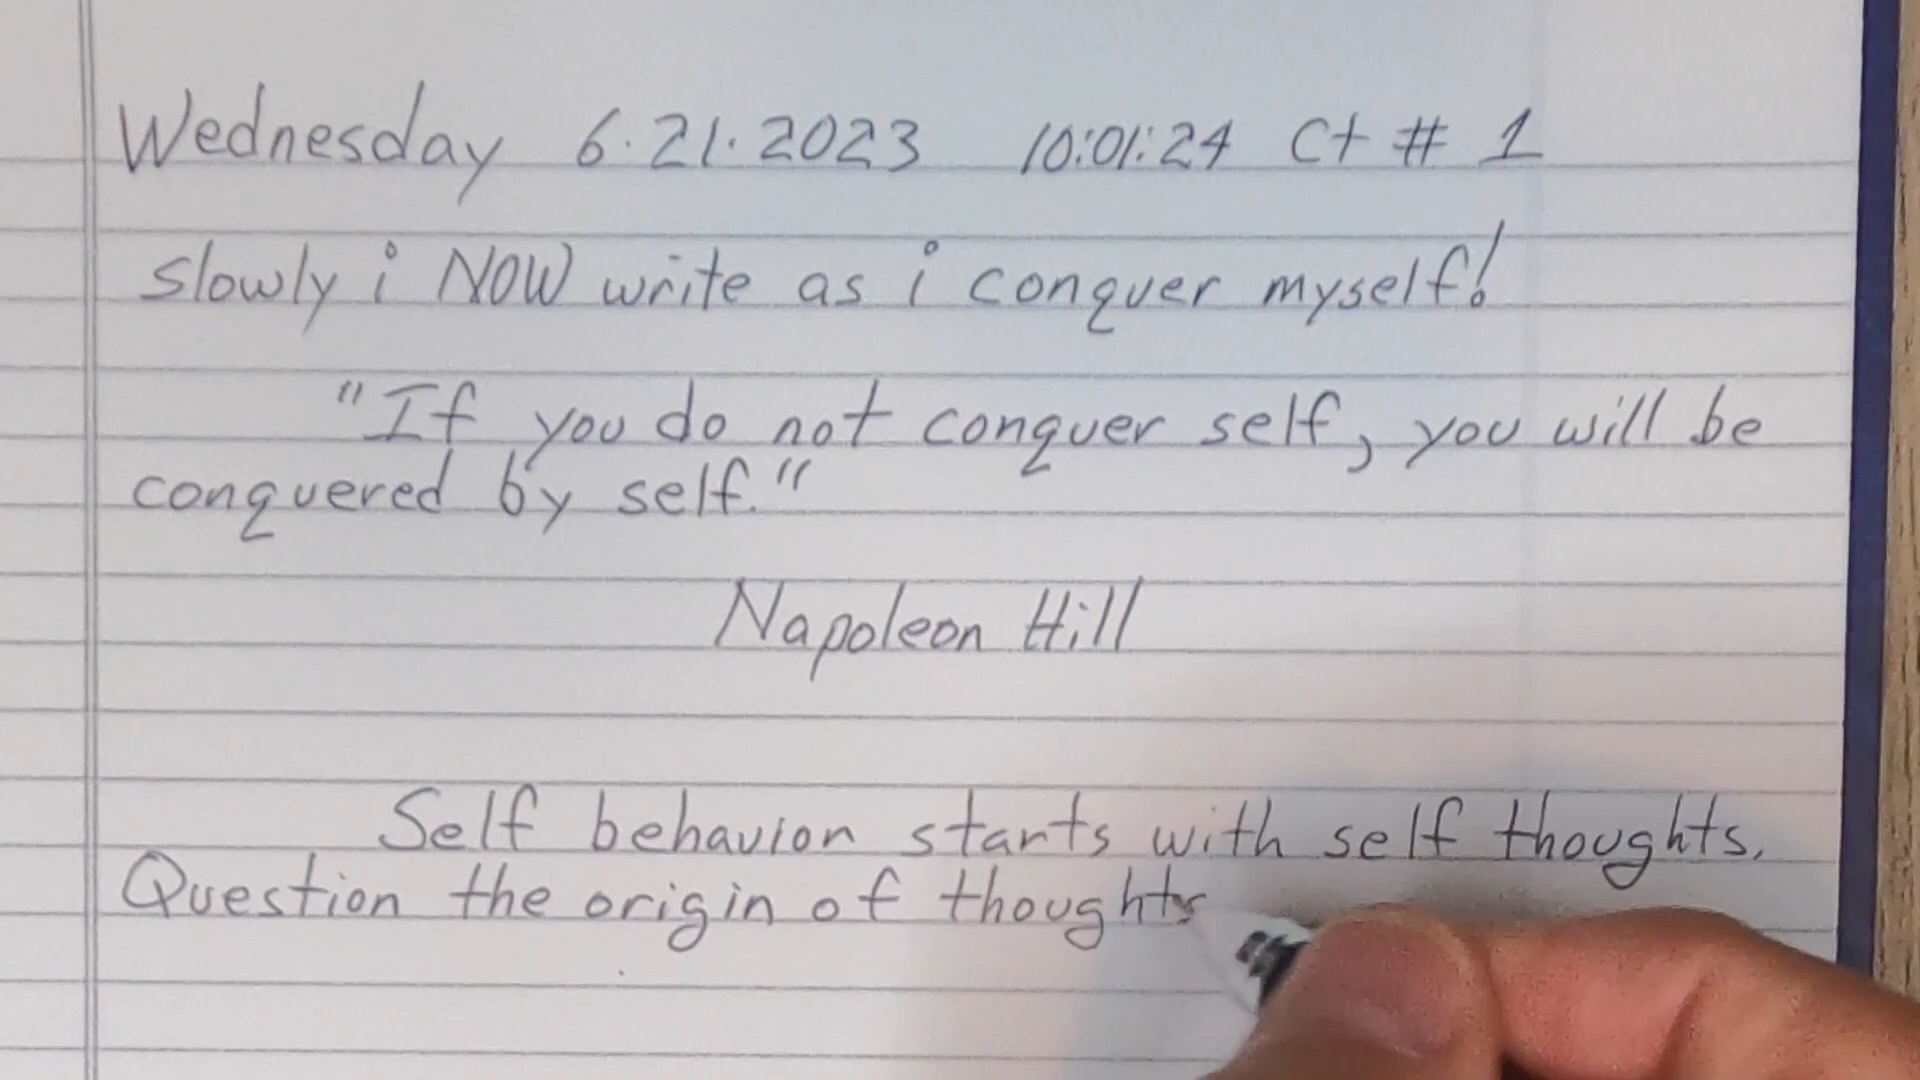 Wednesday 6.21.2023 10:01:24 Ct # 1
slowly i NOW write as i conquer myself!
"If you do not conquer self, you will be
conquered by self."
Napoleon Hill
Self behavior starts with self thoughts.
Question the origin of thoughts